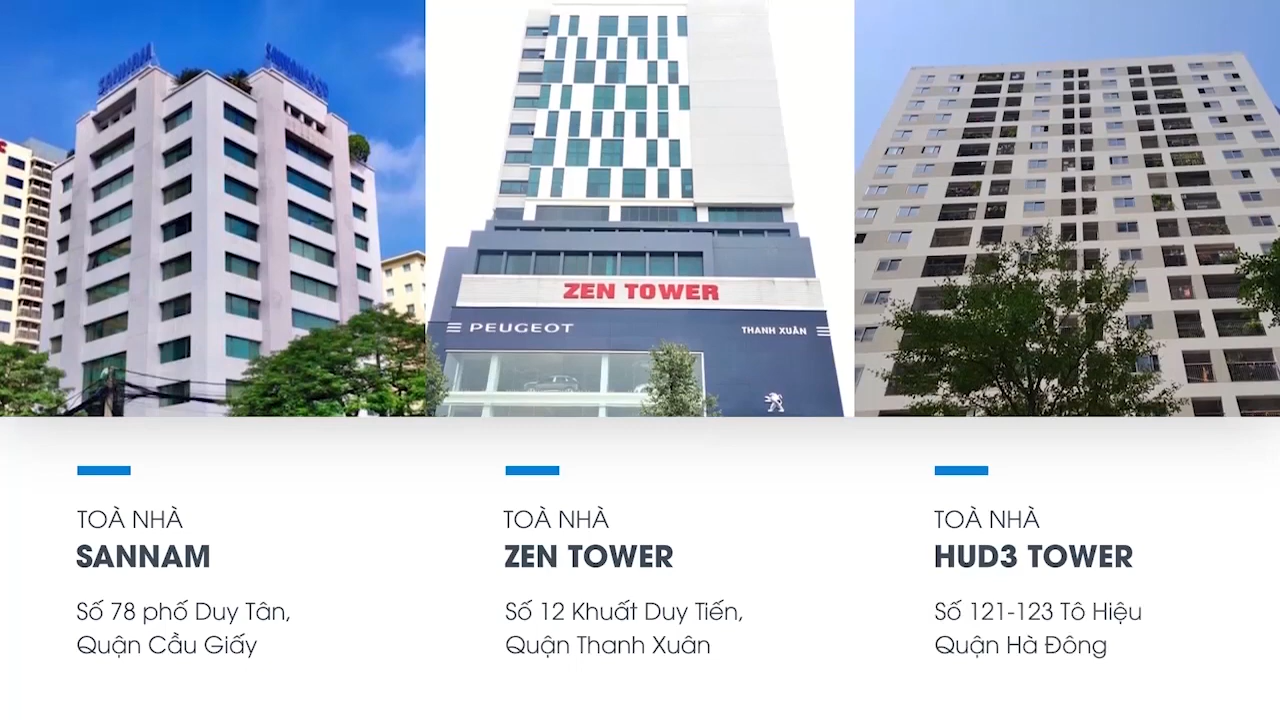 SANNAM
ZEN TOWER
PEUGEOT
THANH XUÂN
TOÀ NHÀ
SANNAM
Số 78 phố Duy Tân,
Quận Cầu Giấy
TOÀ NHÀ
ZEN TOWER
Số 12 Khuất Duy Tiến,
Quận Thanh Xuân
TOÀ NHÀ
HUD3 TOWER
Số 121-123 Tô Hiệu
Quận Hà Đông